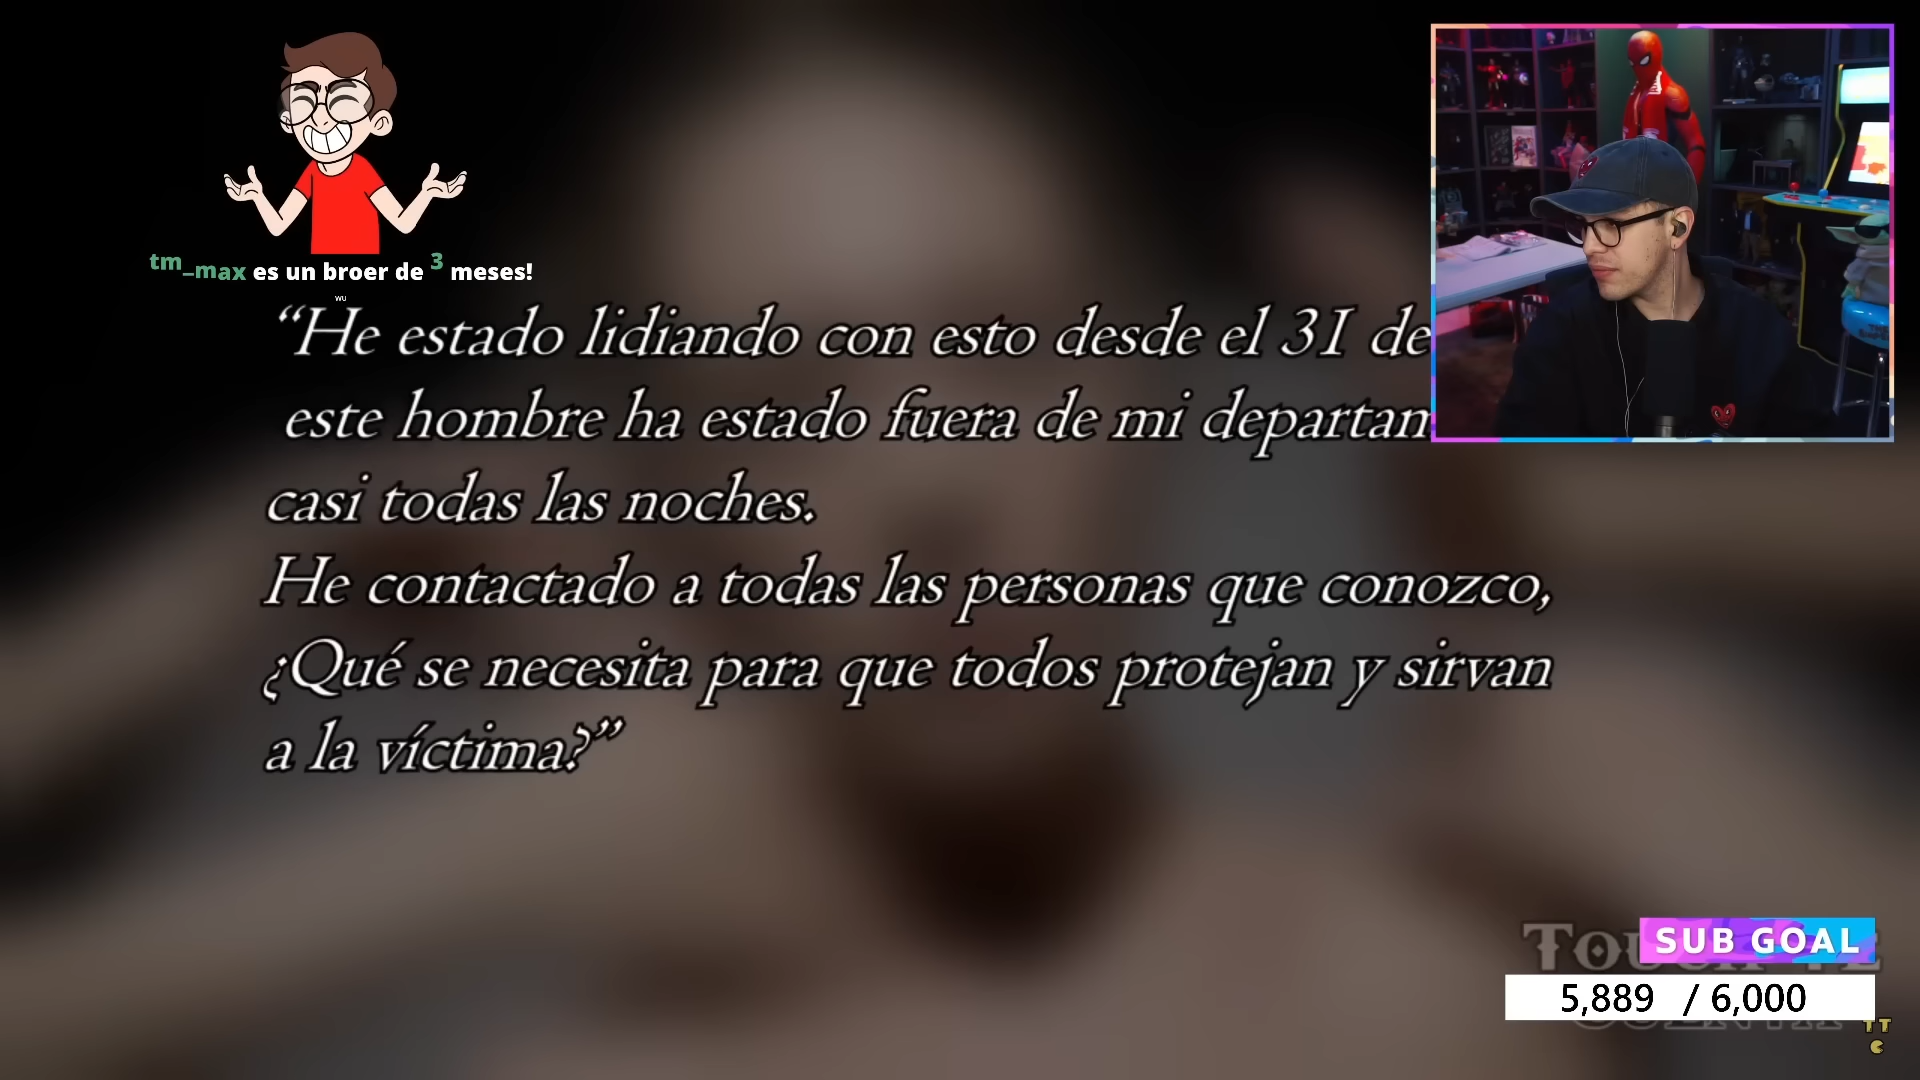 tm_max es un broer de 3 meses!
wu
“He estado lidiando con esto desde el 31 de
este hombre ha estado fuera de mi
casi todas las noches.
He contactado a todas las personas que conozco,
¿Qué se necesita para que todos protejan y sirvan
a la víctima?”
SUB GOAL
5,889 / 6,000
TT